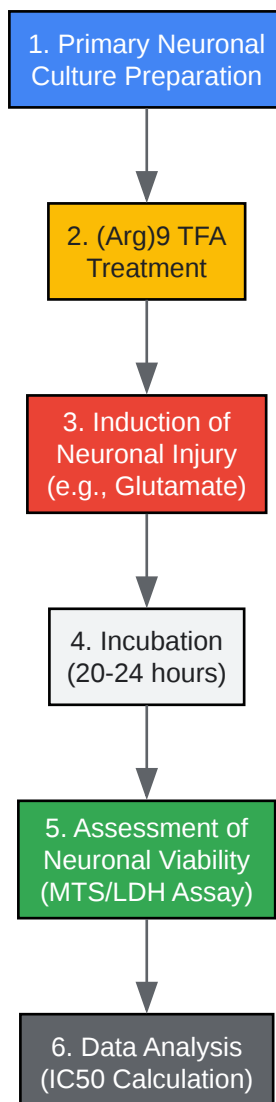 1. Primary Neuronal
Culture Preparation
2. (Arg)9 TFA
Treatment
3. Induction of
Neuronal Injury
(e.g., Glutamate)
4. Incubation
(20-24 hours)
5. Assessment of
Neuronal Viability
(MTS/LDH Assay)
6. Data Analysis
(IC50 Calculation)